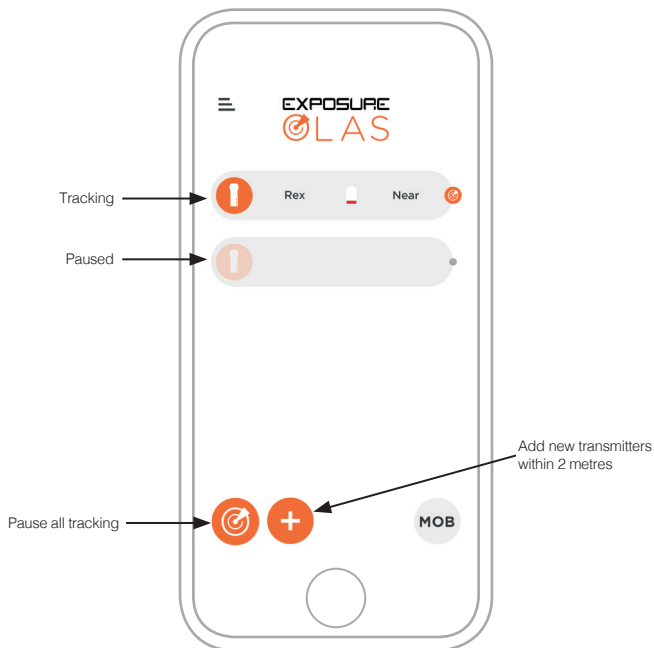 EXPOSURE
OLAS
Tracking
Rex
Near
Paused
Add new transmitters
within 2 metres
Pause all tracking
MOB